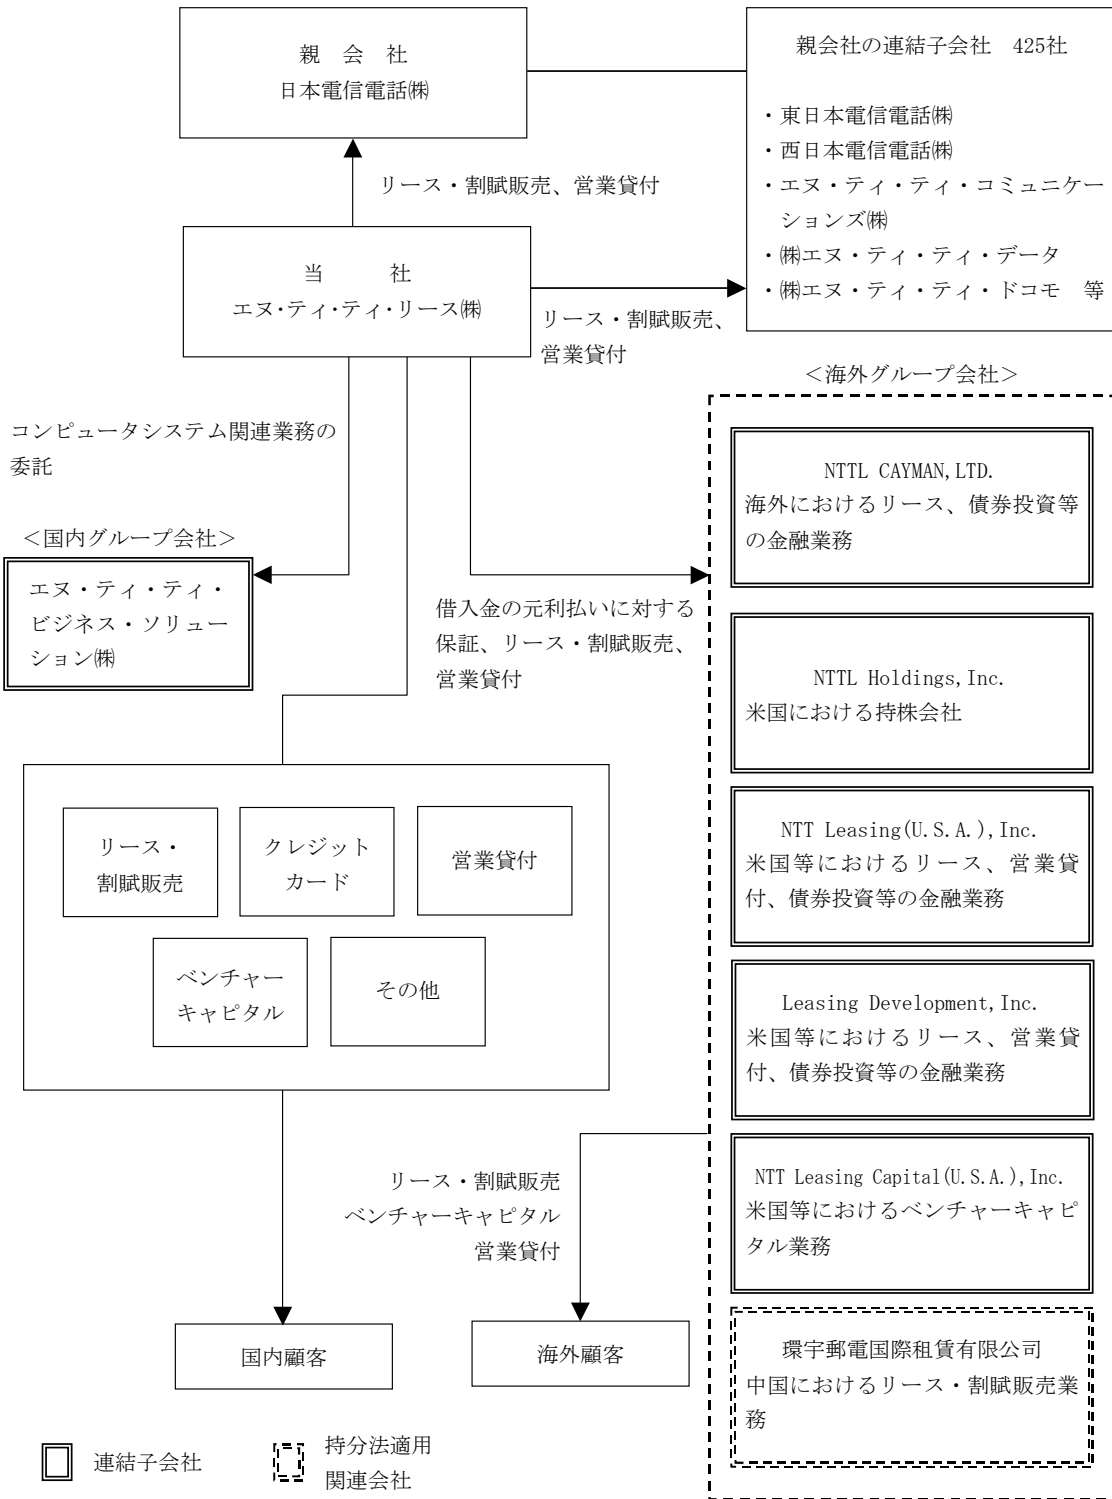 親　会　社
日本電信電話㈱
親会社の連結子会社　425社
・東日本電信電話㈱
・西日本電信電話㈱
・エヌ・ティ・ティ・コミュニケー
ションズ㈱
・㈱エヌ・ティ・ティ・データ
・㈱エヌ・ティ・ティ・ドコモ　等
リース・割賦販売、営業貸付
当　　　社
エヌ･ティ･ティ･リース㈱
リース・割賦販売、
営業貸付
＜海外グループ会社＞
コンピュータシステム関連業務の
委託
＜国内グループ会社＞
エヌ・ティ・ティ・
ビジネス・ソリュー
ション㈱
借入金の元利払いに対する
保証、リース・割賦販売、
営業貸付
NTTL CAYMAN,LTD.
海外におけるリース、債券投資等
の金融業務
NTTL Holdings,Inc.
米国における持株会社
NTT Leasing(U.S.A.),Inc.
米国等におけるリース、営業貸
付、債券投資等の金融業務
Leasing Development,Inc.
米国等におけるリース、営業貸
付、債券投資等の金融業務
NTT Leasing Capital(U.S.A.),Inc.
米国等におけるベンチャーキャピ
タル業務
環宇郵電国際租賃有限公司
中国におけるリース・割賦販売業
務
リース・
割賦販売
クレジット
カード
営業貸付
ベンチャー
キャピタル
その他
リース・割賦販売
ベンチャーキャピタル
営業貸付
国内顧客
海外顧客
連結子会社
持分法適用
関連会社